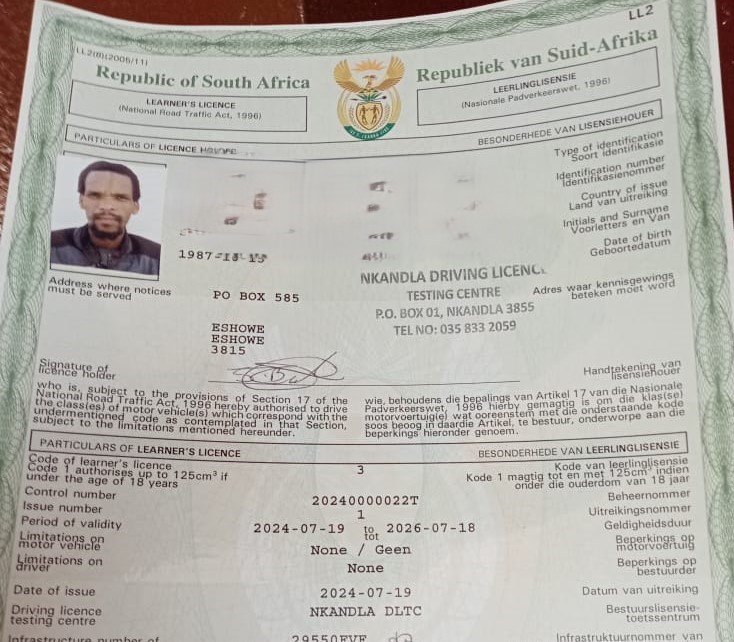 LL2
LL2(8)(2006/11)
Republic of South Africa
Republiek van Suid-Afrika
LEARNER'S LICENCE
(National Road Traffic Act, 1996)
LEERLINGLISENSIE
(Nasionale Padverkeerswet, 1996)
PARTICULARS OF LICENCE
BESONDERHEDE VAN LISENSIEHOUER
Type of identification
Soort identifikasie
Identification number
Identifikasienommer
Country of issue
Land van uitreiking
Initials and Surname
Voorletters en Van
Date of birth
Geboortedatum
1987
Address where notices
must be served
PO BOX 585
ESHOWE
ESHOWE
3815
NKANDLA DRIVING LICENC
TESTING CENTRE
P.O. BOX 01, NKANDLA 3855
TEL NO: 035 833 2059
Adres waar kennisgewings
beteken moet word
Signature of
licence holder
Handtekening van
lisensiehouer
who is, subject to the provisions of Section 17 of the
National Road Traffic Act, 1996 hereby authorised to drive
the class(es) of motor vehicle(s) which correspond with the
undermentioned code as contemplated in that Section,
subject to the limitations mentioned hereunder.
wie, behoudens die bepalings van Artikel 17 van die Nasionale
Padverkeerswet, 1996 hierby gemagtig is om die klas(se)
motorvoertuig(e) wat ooreenstem met die onderstaande kode
soos beoog in daardie Artikel, te bestuur, onderworpe aan die
beperkings hieronder genoem.
PARTICULARS OF LEARNER'S LICENCE
BESONDERHEDE VAN LEERLINGLISENSIE
Code of learner's licence
Code 1 authorises up to 125cm³ if
under the age of 18 years
3
Kode van leerlinglisensie
Kode 1 magtig tot en met 125cm³ indien
onder die ouderdom van 18 jaar
Control number
20240000022T
Beheernommer
Issue number
1
Uitreikingsnommer
Period of validity
2024-07-19 to tot 2026-07-18
Geldigheidsduur
Limitations on
motor vehicle
None / Geen
Beperkings op
motorvoertuig
Limitations on
driver
None
Beperkings op
bestuurder
Date of issue
2024-07-19
Datum van uitreiking
Driving licence
testing centre
NKANDLA DLTC
Bestuurslisensie-
toetssentrum
Infrastructure number of
29550FVF
Infrastruktuurnommer van